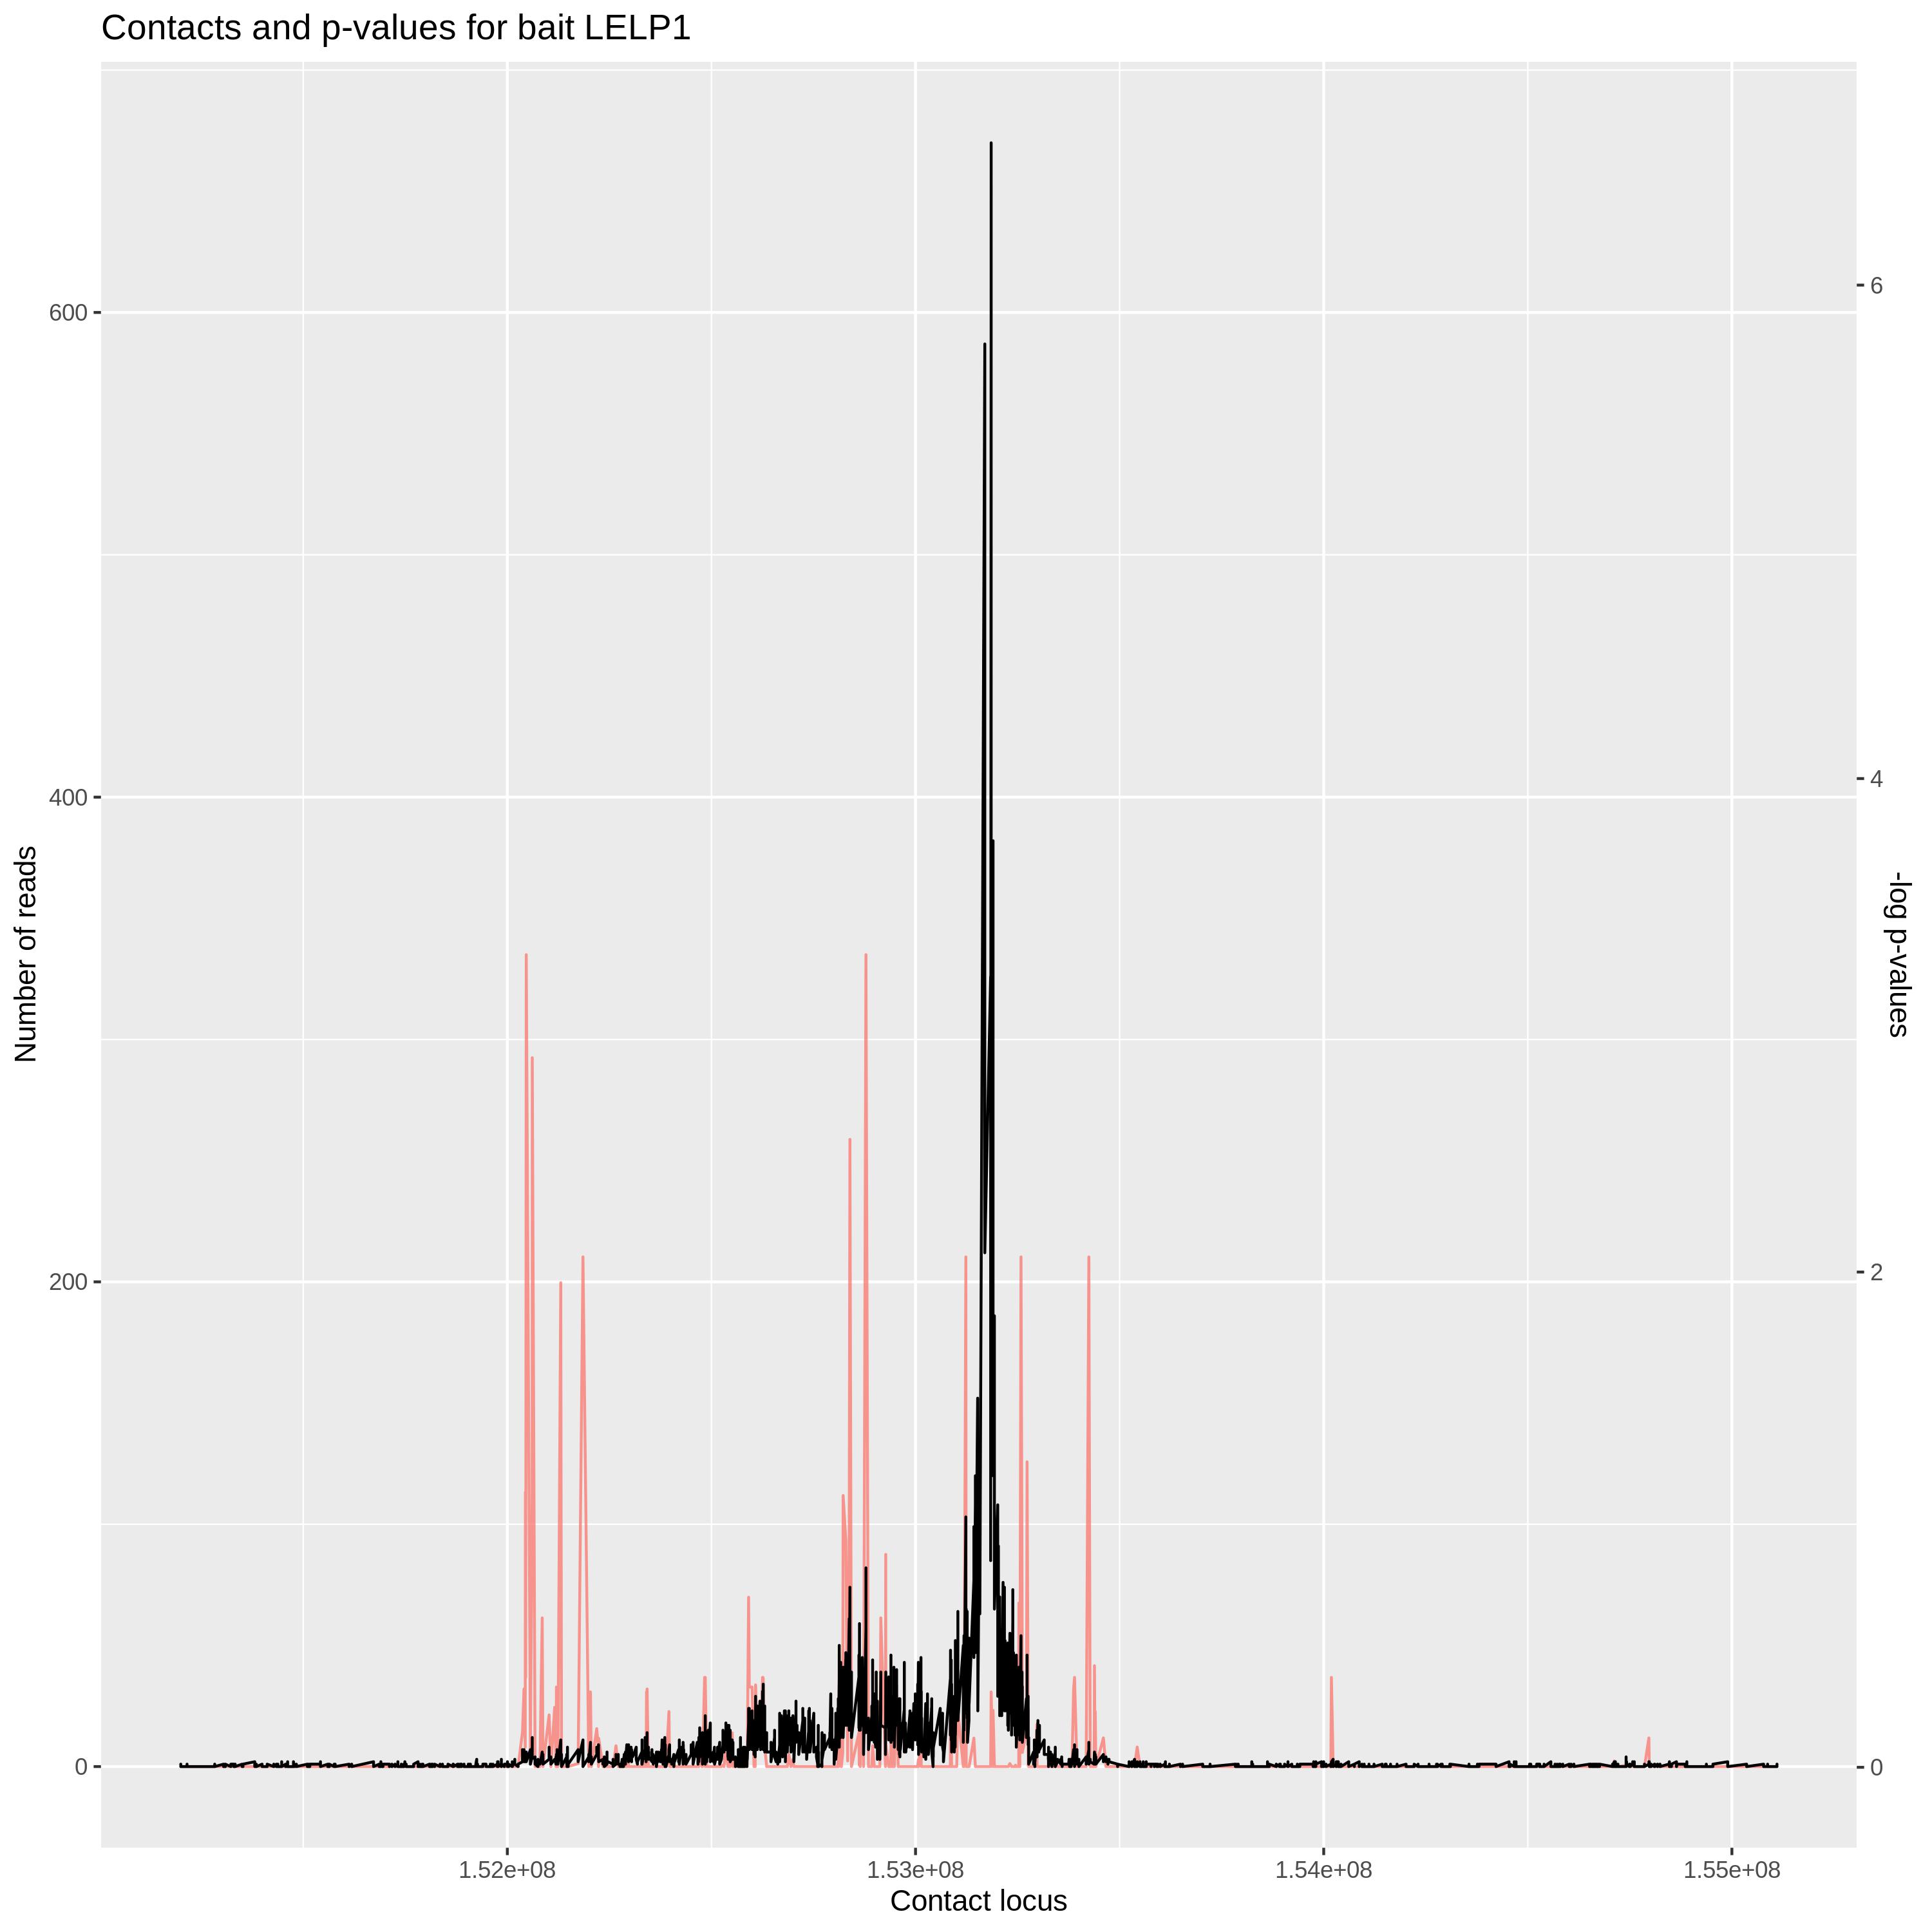 Contacts and p-values for bait LELP1
600
400
200
0
6
4
2
0
Number of reads
-log p-values
1.52e+08
1.53e+08
1.54e+08
1.55e+08
Contact locus